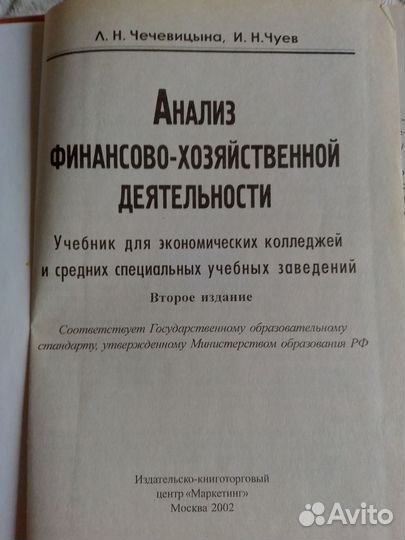 Л. Н. Чечевицына, И. Н.Чуев
Анализ
финансово-хозяйственной
деятельности
Учебник для экономических колледжей
и средних специальных учебных заведений
Второе издание
Соответствует Государственному образовательному
стандарту, утвержденному Министерством образования РФ
Издательско-книготорговый
центр «Маркетинг»
Москва 2002
Avito